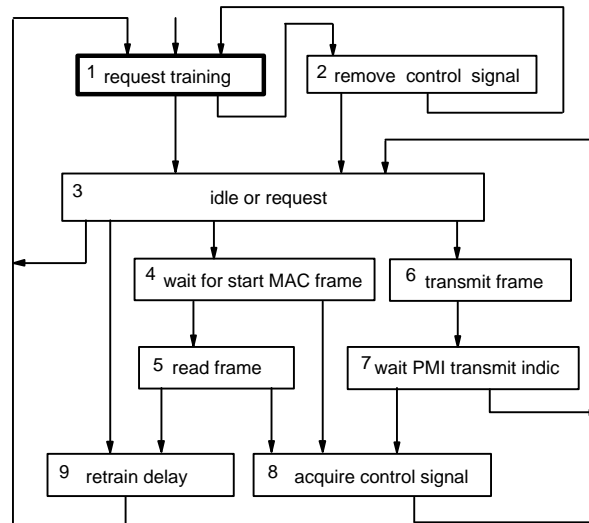 1 request training
2 remove control signal
3 idle or request
4 wait for start MAC frame
6 transmit frame
5 read frame
7 wait PMI transmit indic
9 retrain delay
8 acquire control signal